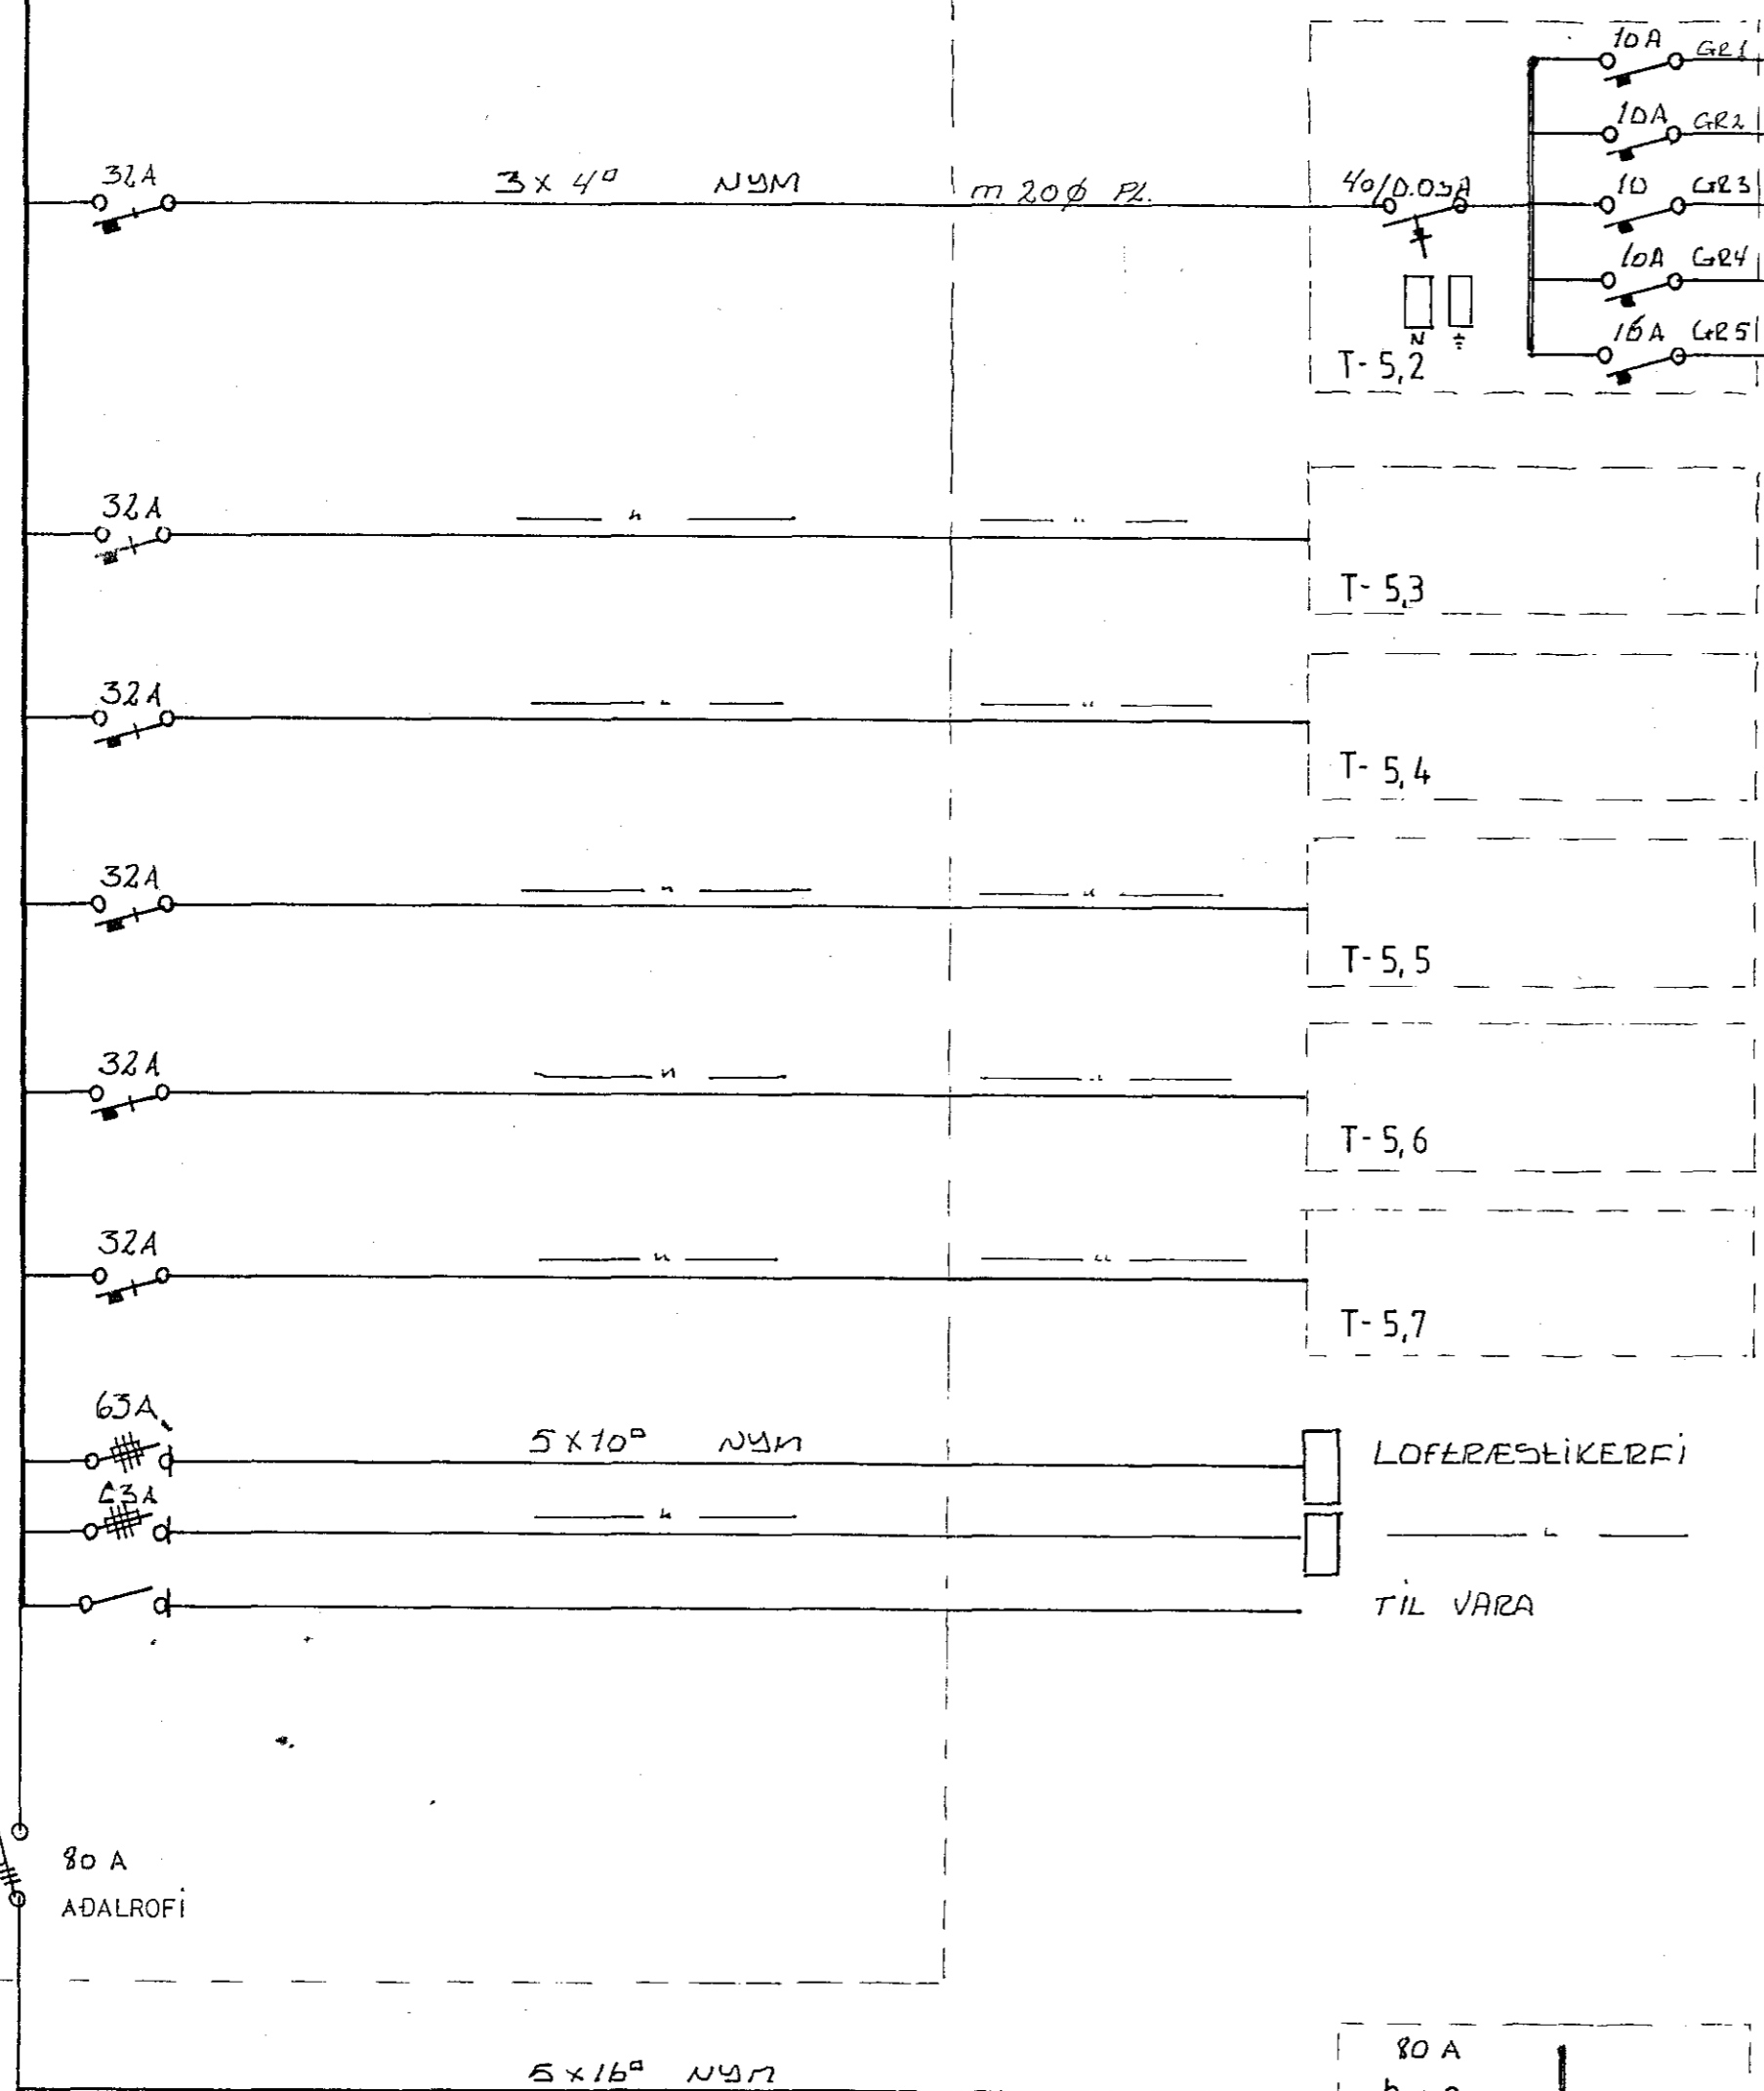 10A GR1
10A GR2
32A 3 x 4▫ NYM m 20ø PL. 40/0.03A 10 GR3
10A GR4
N
16A GR5
T-5,2
32A — " — — " —
T-5,3
32A — " — — " —
T-5,4
32A — " — — " —
T-5,5
32A — " — — " —
T-5,6
32A — " — — " —
T-5,7
63A
5 x 10▫ NYM LOFTRÆSTIKERFI
63A
— " — — " —
TIL VARA
80 A
AÐALROFI
80 A
5 x 16▫ NYM